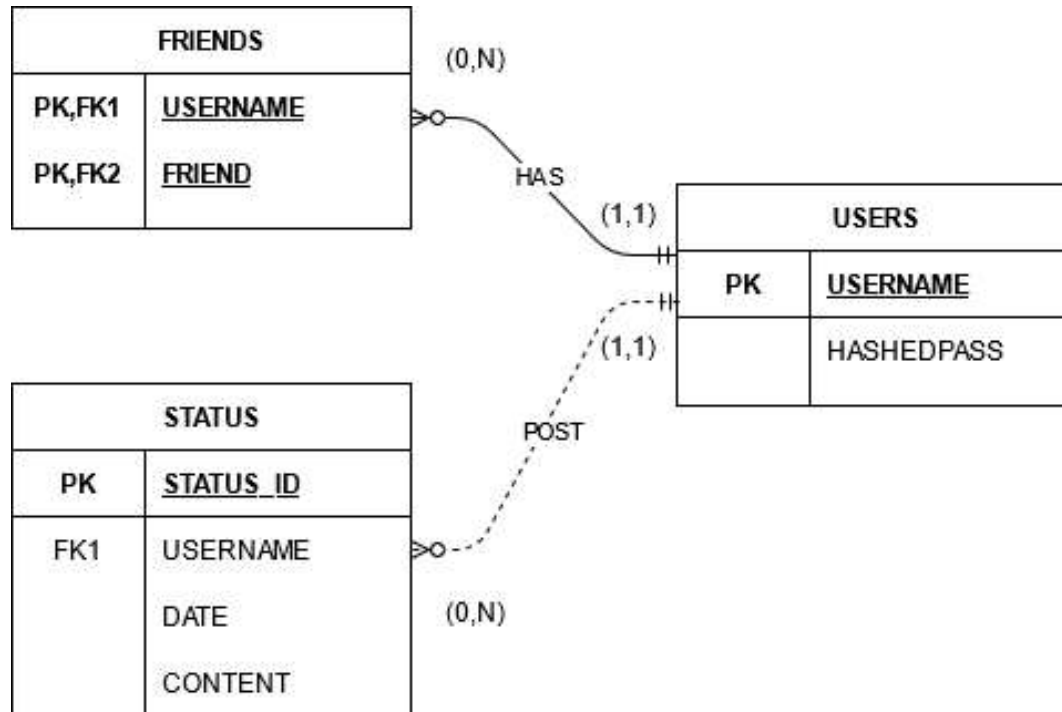 FRIENDS
(0,N)
PK,FK1 USERNAME
PK,FK2 FRIEND
HAS
(1,1)
USERS
PK USERNAME
(1,1)
HASHEDPASS
STATUS
POST
PK STATUS_ID
FK1 USERNAME
DATE
(0,N)
CONTENT